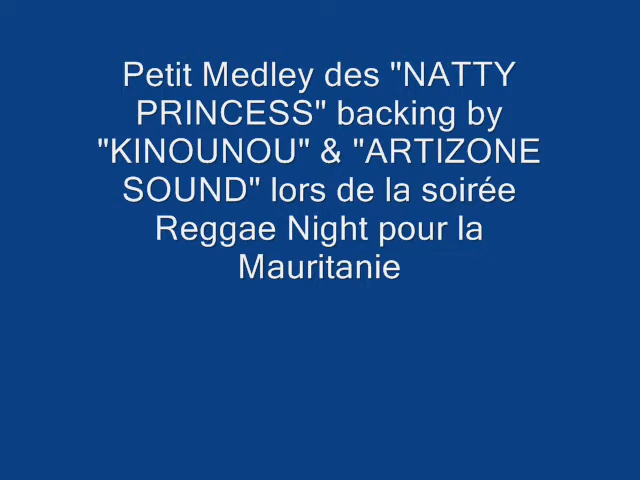 Petit Medley des "NATTY
PRINCESS" backing by
"KINOUNOU" & "ARTIZONE
SOUND" lors de la soirée
Reggae Night pour la
Mauritanie